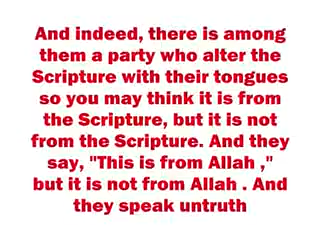 And indeed, there is among
them a party who alter the
Scripture with their tongues
so you may think it is from
the Scripture, but it is not
from the Scripture. And they
say, "This is from Allah ,"
but it is not from Allah . And
they speak untruth